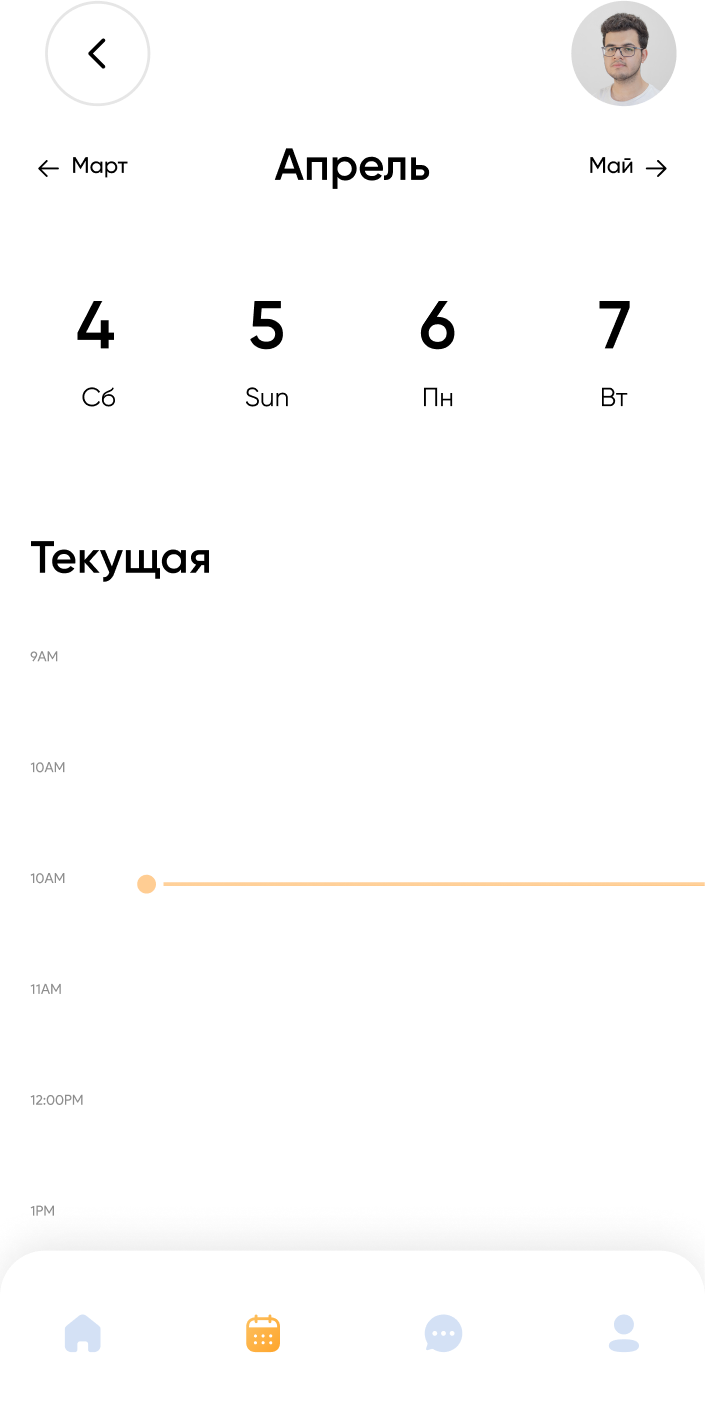 Март Апрель Май
4 5 6 7
Сб Sun Пн Вт
Текущая
9AM
10AM
10AM
11AM
12:00PM
1PM